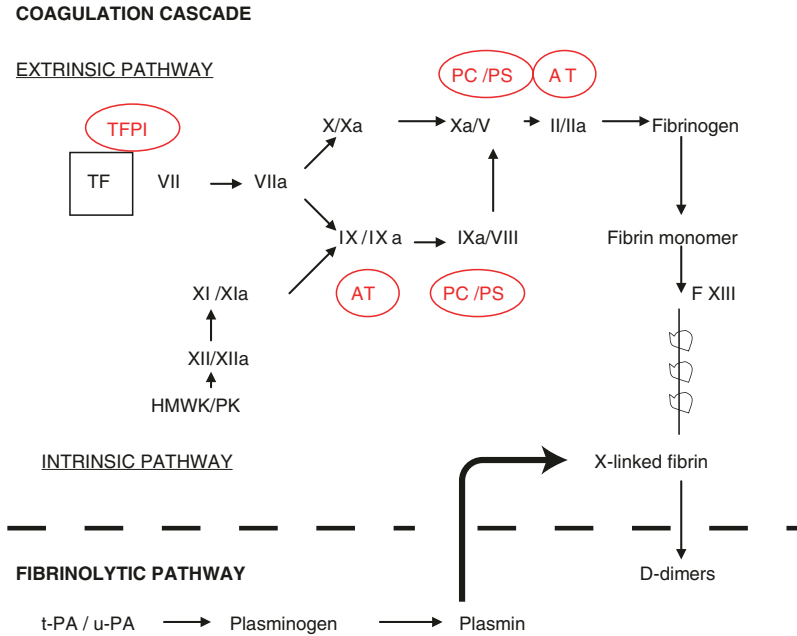 COAGULATION CASCADE
EXTRINSIC PATHWAY
PC /PS
A T
TFPI
X/Xa
Xa/V
II/IIa
Fibrinogen
TF
VII
VIIa
IX / IX a
IXa/VIII
Fibrin monomer
AT
PC /PS
XI /XIa
F XIII
XII/XIIa
HMWK/PK
INTRINSIC PATHWAY
X-linked fibrin
FIBRINOLYTIC PATHWAY
D-dimers
t-PA / u-PA
Plasminogen
Plasmin